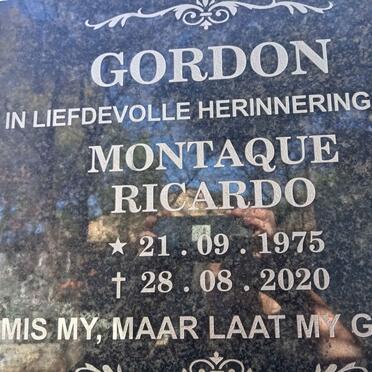 GORDON
IN LIEFDEVOLLE HERINNERING
MONTAQUE
RICARDO
★ 21 . 09 . 1975
† 28 . 08 . 2020
MIS MY, MAAR LAAT MY G